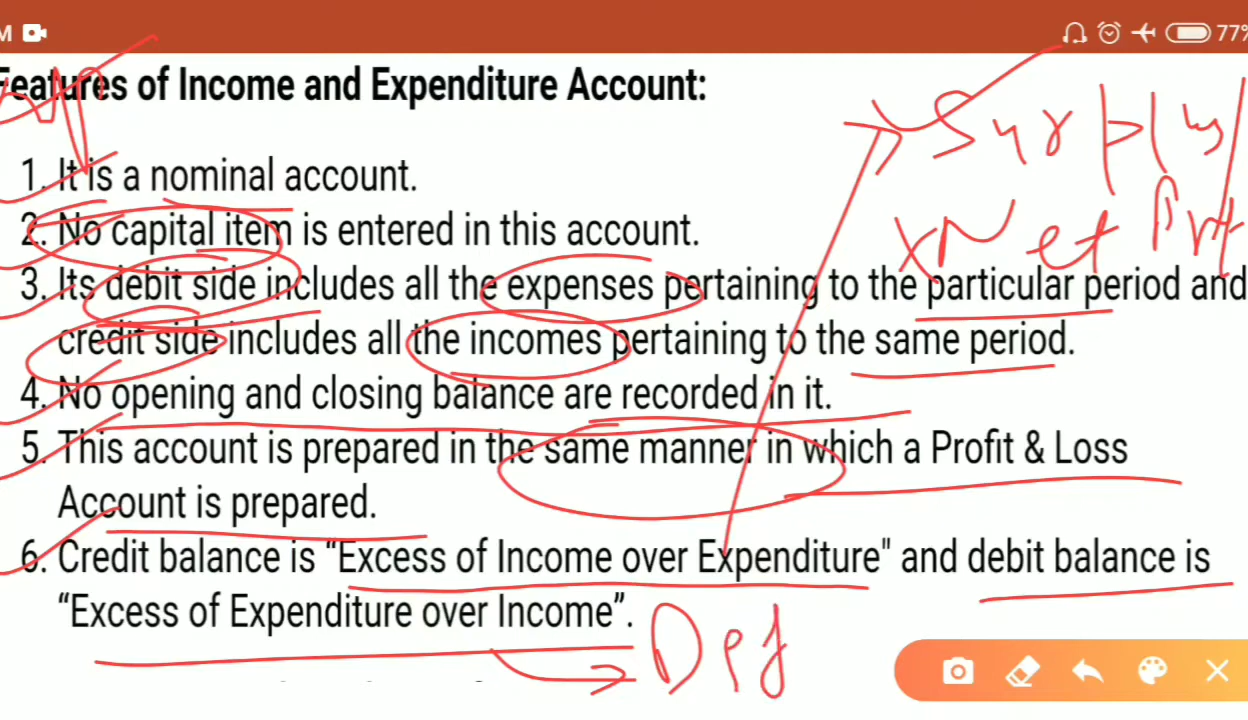 M 77%
Features of Income and Expenditure Account:
1. It is a nominal account.
2. No capital item is entered in this account.
3. Its debit side includes all the expenses pertaining to the particular period and
credit side includes all the incomes pertaining to the same period.
4. No opening and closing balance are recorded in it.
5. This account is prepared in the same manner in which a Profit & Loss
Account is prepared.
6. Credit balance is “Excess of Income over Expenditure" and debit balance is
“Excess of Expenditure over Income”.
Surplus
Net
Def